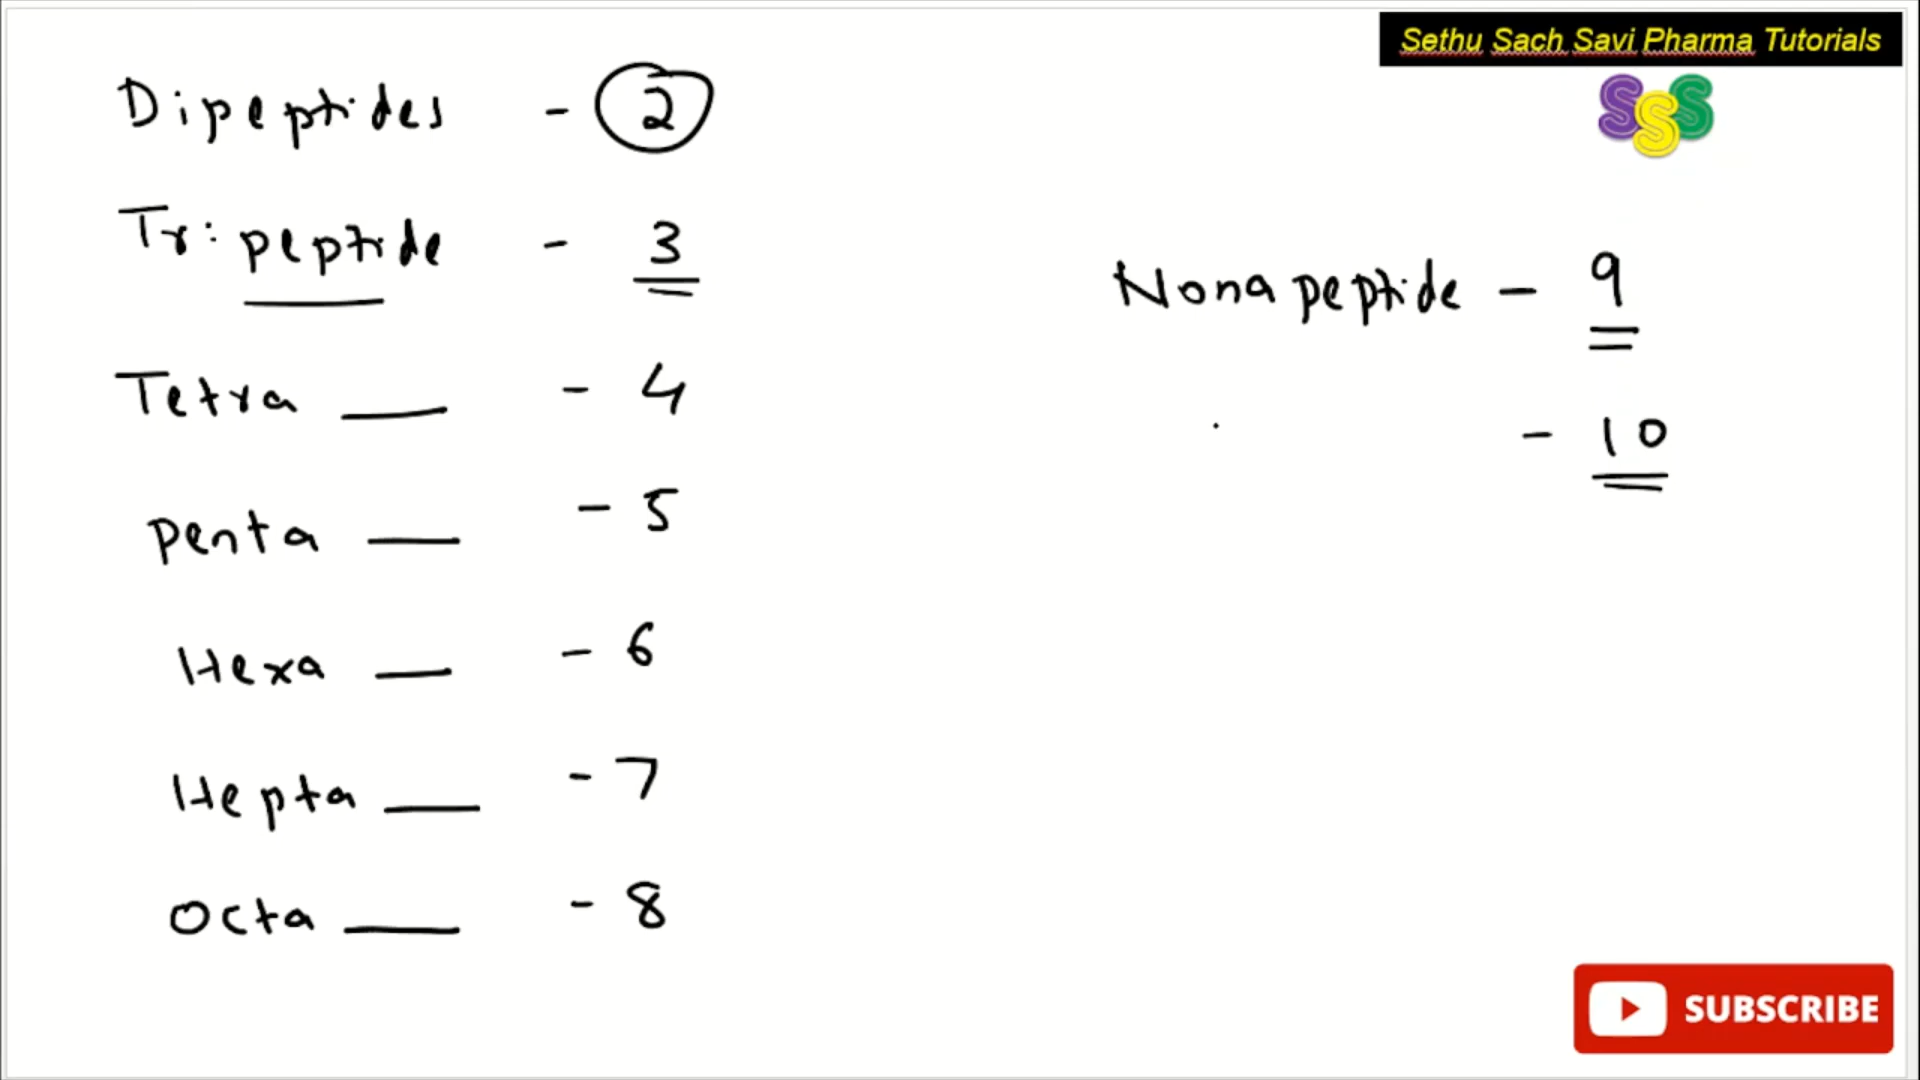 Sethu Sach Savi Pharma Tutorials
SSS
Dipeptides - 2
Tripeptide - 3
Tetra — - 4
Penta — - 5
Hexa — - 6
Hepta — - 7
Octa — - 8
Nonapeptide - 9
- 10
SUBSCRIBE